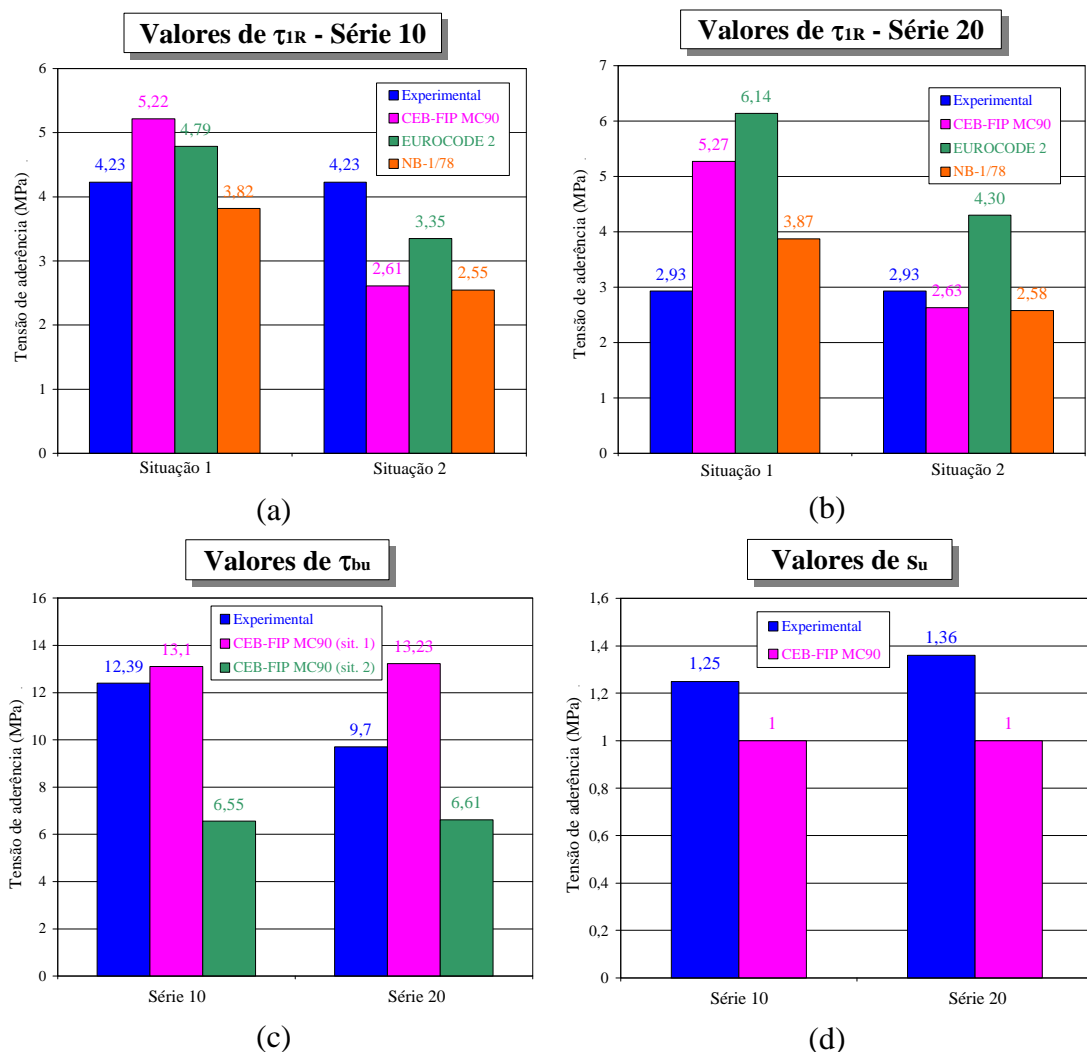 Valores de τ1R - Série 10
Tensão de aderência (MPa)
6
5
4
3
2
1
0
4,23
5,22
4,79
3,82
4,23
2,61
3,35
2,55
Experimental
CEB-FIP MC90
EUROCODE 2
NB-1/78
Situação 1
Situação 2
(a)
Valores de τ1R - Série 20
Tensão de aderência (MPa)
7
6
5
4
3
2
1
0
2,93
5,27
6,14
3,87
2,93
2,63
4,30
2,58
Experimental
CEB-FIP MC90
EUROCODE 2
NB-1/78
Situação 1
Situação 2
(b)
Valores de τbu
Tensão de aderência (MPa)
16
14
12
10
8
6
4
2
0
12,39
13,1
6,55
9,7
13,23
6,61
Experimental
CEB-FIP MC90 (sit. 1)
CEB-FIP MC90 (sit. 2)
Série 10
Série 20
(c)
Valores de su
Tensão de aderência (MPa)
1,6
1,4
1,2
1
0,8
0,6
0,4
0,2
0
1,25
1
1,36
1
Experimental
CEB-FIP MC90
Série 10
Série 20
(d)